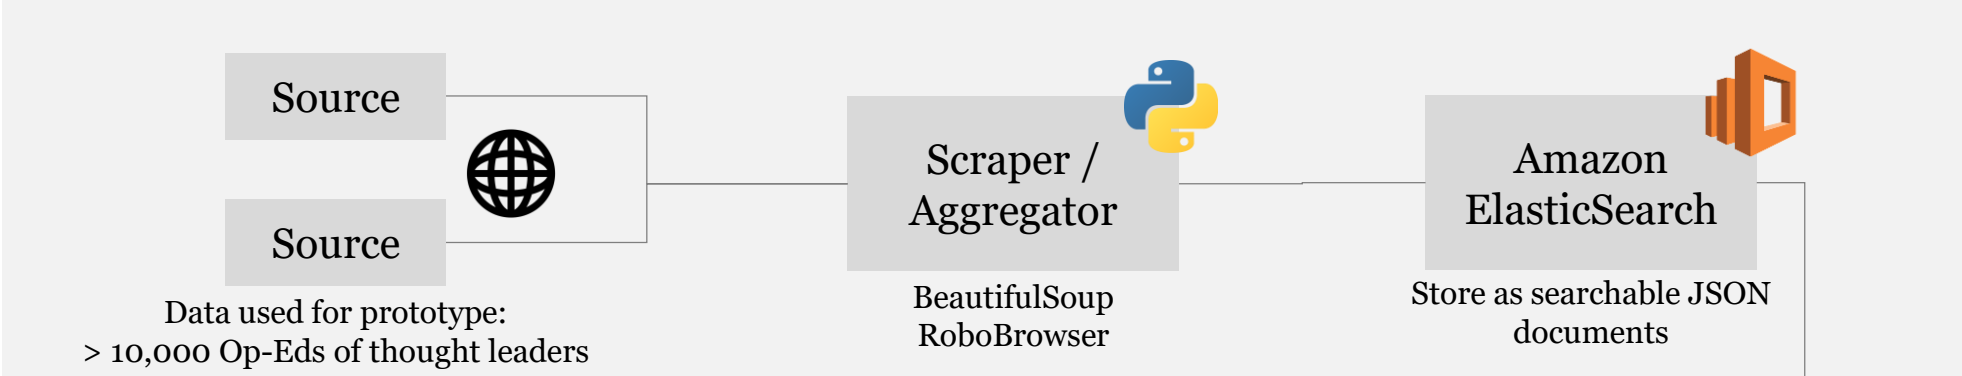 Source
Source
Data used for prototype:
> 10,000 Op-Eds of thought leaders
Scraper /
Aggregator
BeautifulSoup
RoboBrowser
Amazon
ElasticSearch
Store as searchable JSON
documents